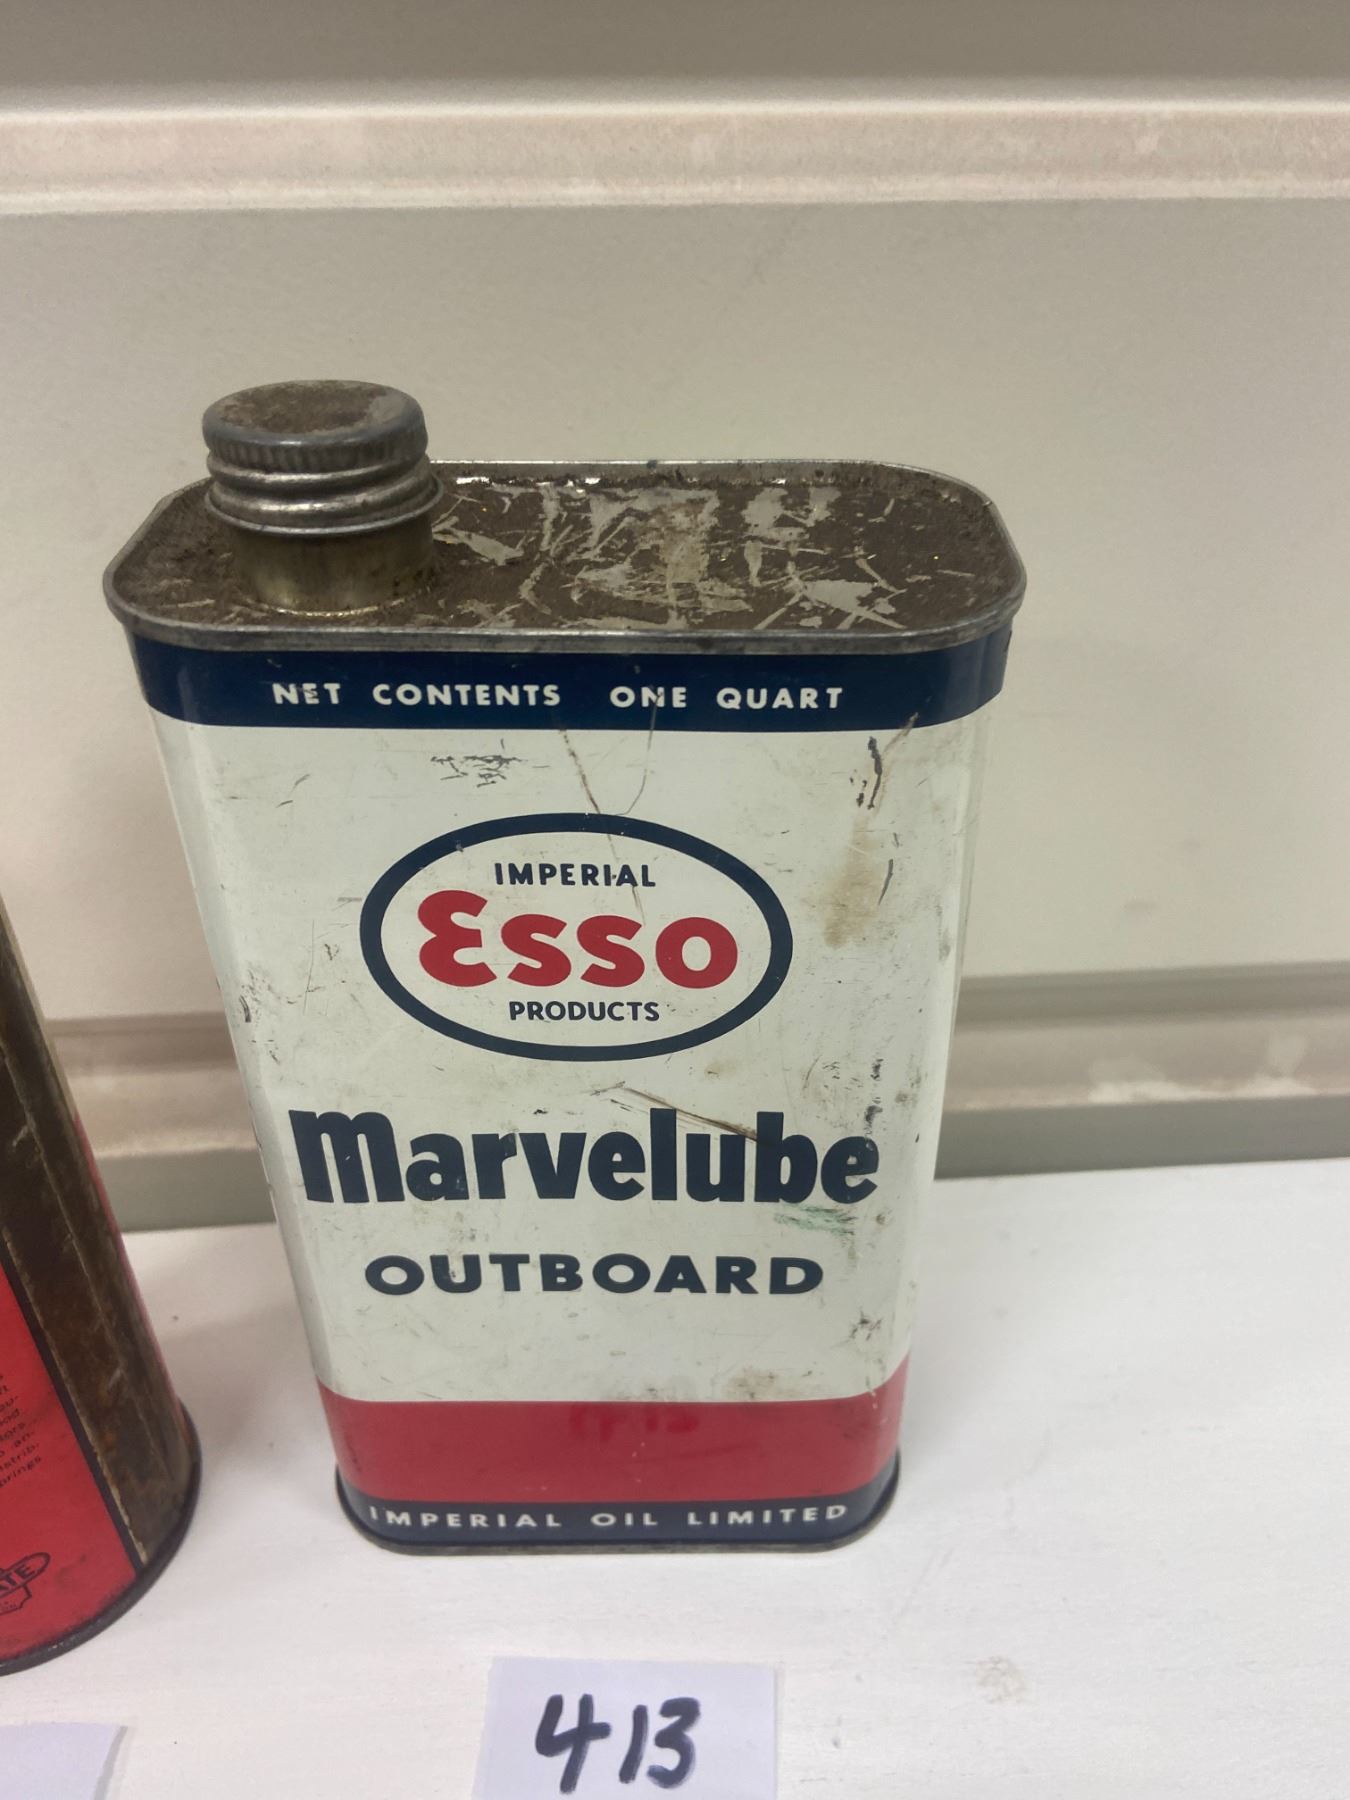 NET CONTENTS ONE QUART
IMPERIAL
Esso
PRODUCTS
Marvelube
OUTBOARD
IMPERIAL OIL LIMITED
413